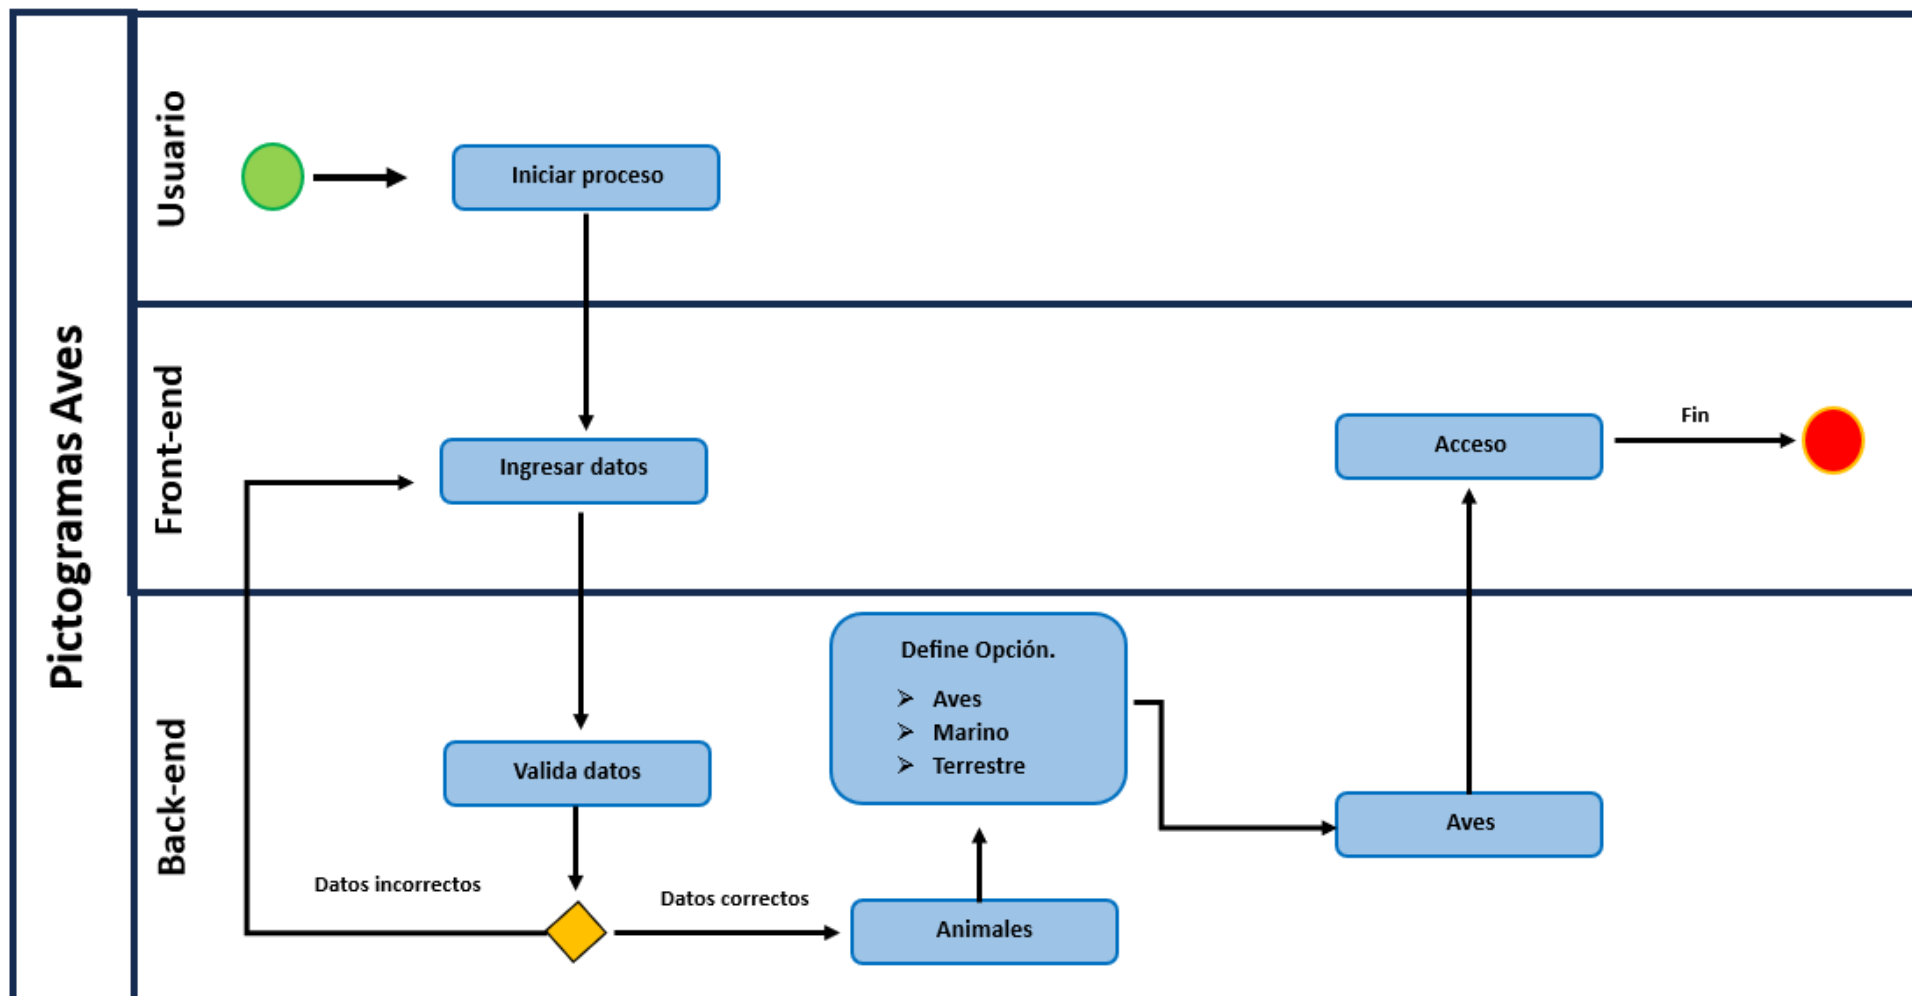 Pictogramas Aves
Usuario
Iniciar proceso
Front-end
Ingresar datos
Acceso
Fin
Back-end
Define Opción.
➢ Aves
➢ Marino
➢ Terrestre
Valida datos
Aves
Datos incorrectos
Datos correctos
Animales